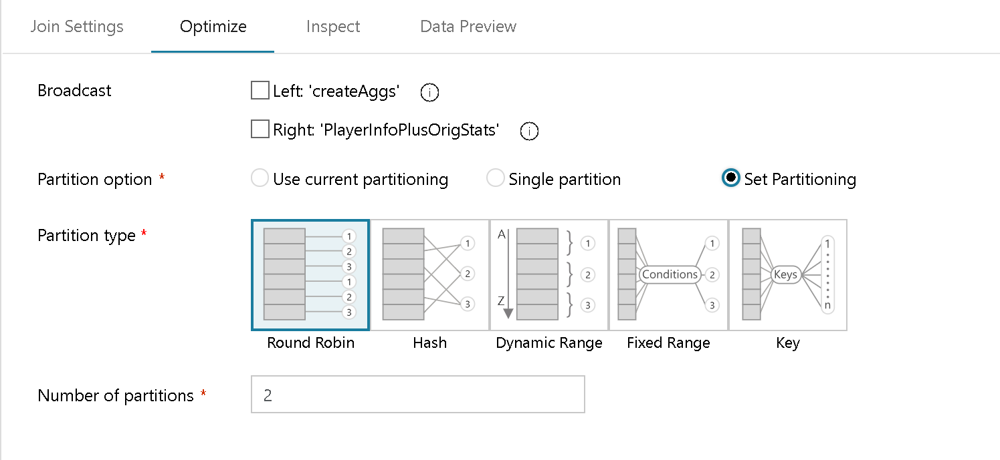 Join Settings Optimize Inspect Data Preview
Broadcast Left: 'createAggs' i
Right: 'PlayerInfoPlusOrigStats' i
Partition option * Use current partitioning Single partition Set Partitioning
Partition type *
1 2 3 1 2 3
1 2 3
A Z 1 2 3
Conditions 1 2 3
Keys 1 n
Round Robin Hash Dynamic Range Fixed Range Key
Number of partitions * 2